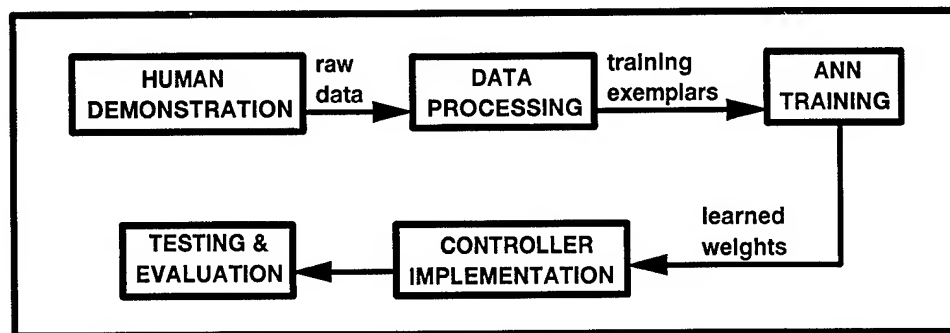 HUMAN
DEMONSTRATION
raw
data
DATA
PROCESSING
training
exemplars
ANN
TRAINING
learned
weights
CONTROLLER
IMPLEMENTATION
TESTING &
EVALUATION